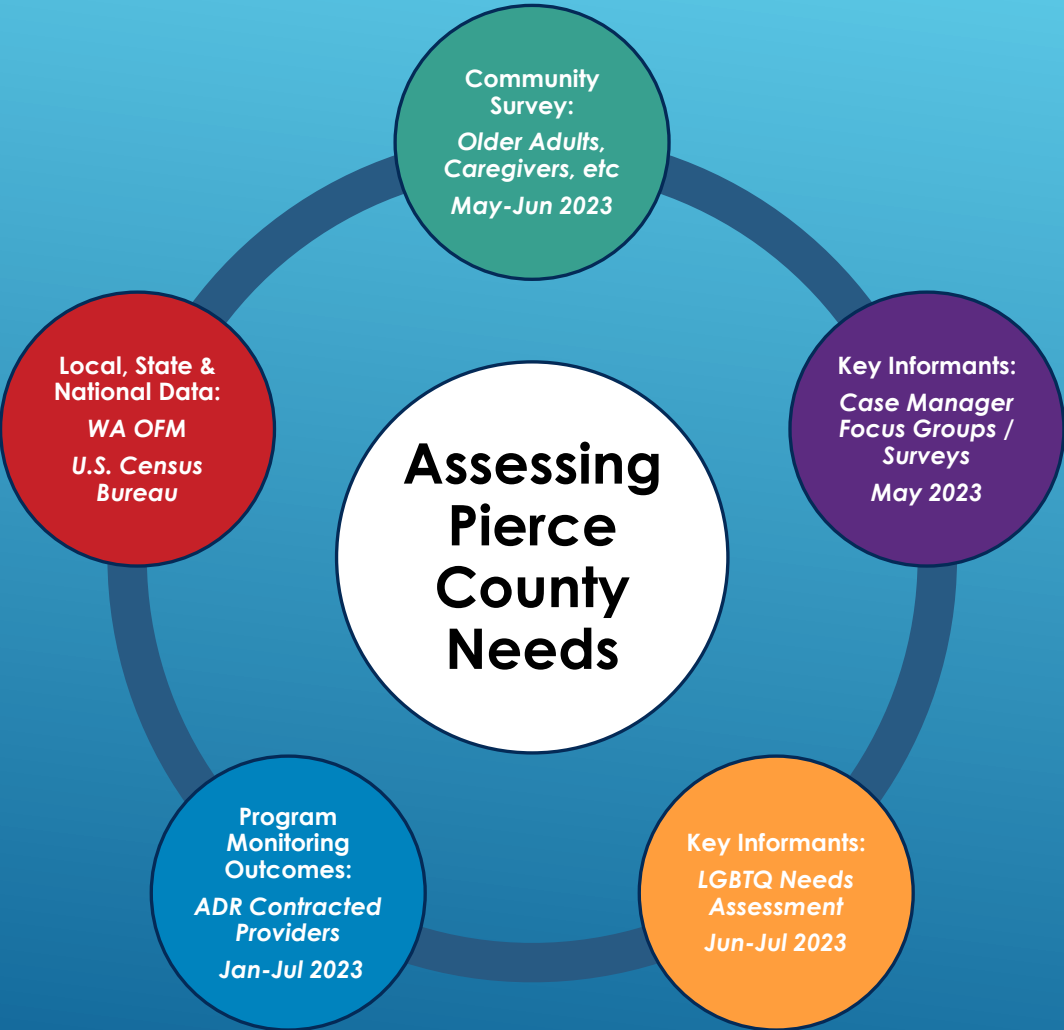 Community
Survey:
Older Adults,
Caregivers, etc
May-Jun 2023
Local, State &
National Data:
WA OFM
U.S. Census
Bureau
Key Informants:
Case Manager
Focus Groups /
Surveys
May 2023
Assessing
Pierce
County
Needs
Program
Monitoring
Outcomes:
ADR Contracted
Providers
Jan-Jul 2023
Key Informants:
LGBTQ Needs
Assessment
Jun-Jul 2023